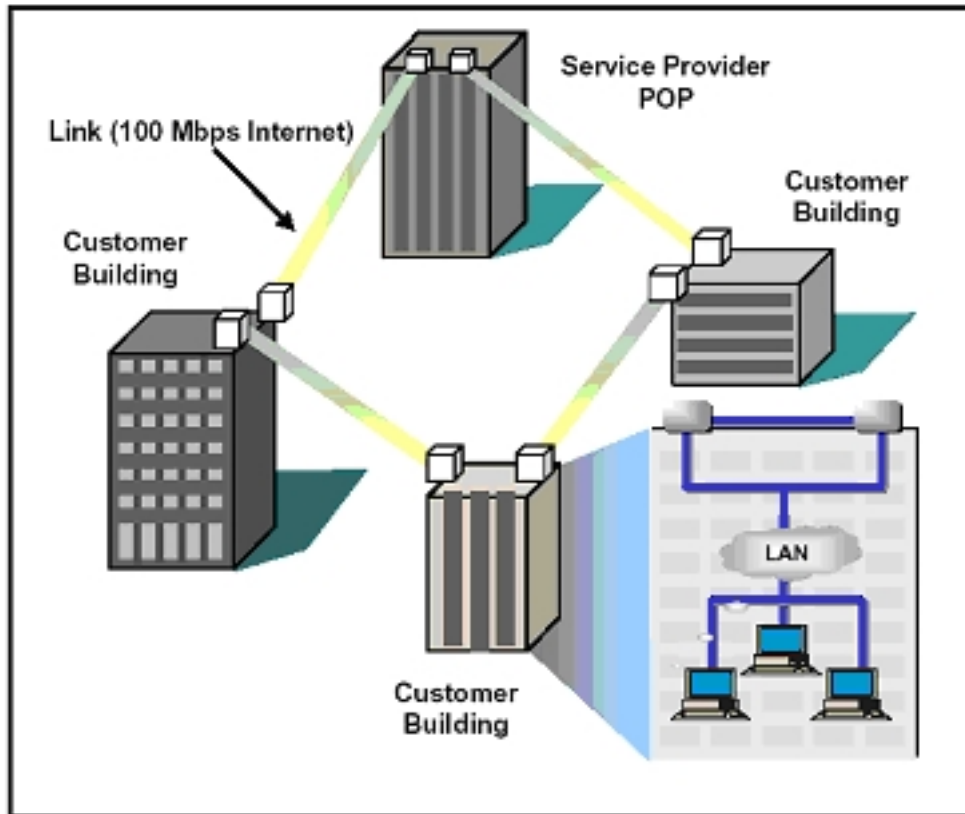 Service Provider
POP
Link (100 Mbps Internet)
Customer
Building
Customer
Building
LAN
Customer
Building